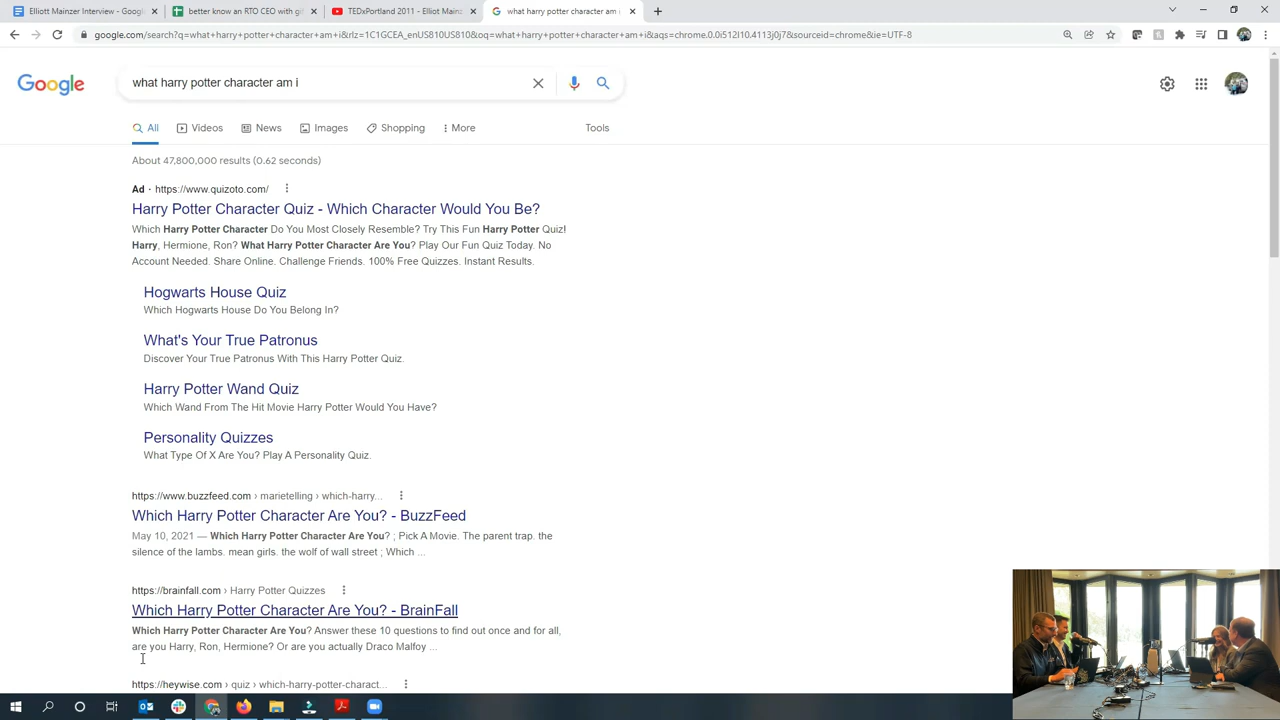 Elliott Mainzer Interview - Google
better know an RTO CEO with gif
TEDxPortland 2011 - Elliot Mainz
what harry potter character am i
google.com/search?q=what+harry+potter+character+am+i&rlz=1C1GCEA_enUS810US810&oq=what+harry+potter+character+am+i&aqs=chrome.0.0i512l10.4113j0j7&sourceid=chrome&ie=UTF-8
Google
what harry potter character am i
All
Videos
News
Images
Shopping
More
Tools
About 47,800,000 results (0.62 seconds)
Ad · https://www.quizoto.com/
Harry Potter Character Quiz - Which Character Would You Be?
Which Harry Potter Character Do You Most Closely Resemble? Try This Fun Harry Potter Quiz!
Harry, Hermione, Ron? What Harry Potter Character Are You? Play Our Fun Quiz Today. No
Account Needed. Share Online. Challenge Friends. 100% Free Quizzes. Instant Results.
Hogwarts House Quiz
Which Hogwarts House Do You Belong In?
What's Your True Patronus
Discover Your True Patronus With This Harry Potter Quiz.
Harry Potter Wand Quiz
Which Wand From The Hit Movie Harry Potter Would You Have?
Personality Quizzes
What Type Of X Are You? Play A Personality Quiz.
https://www.buzzfeed.com › marietelling › which-harry...
Which Harry Potter Character Are You? - BuzzFeed
May 10, 2021 — Which Harry Potter Character Are You? ; Pick A Movie. The parent trap. the
silence of the lambs. mean girls. the wolf of wall street ; Which ...
https://brainfall.com › Harry Potter Quizzes
Which Harry Potter Character Are You? - BrainFall
Which Harry Potter Character Are You? Answer these 10 questions to find out once and for all,
are you Harry, Ron, Hermione? Or are you actually Draco Malfoy ...
https://heywise.com › quiz › which-harry-potter-charact...